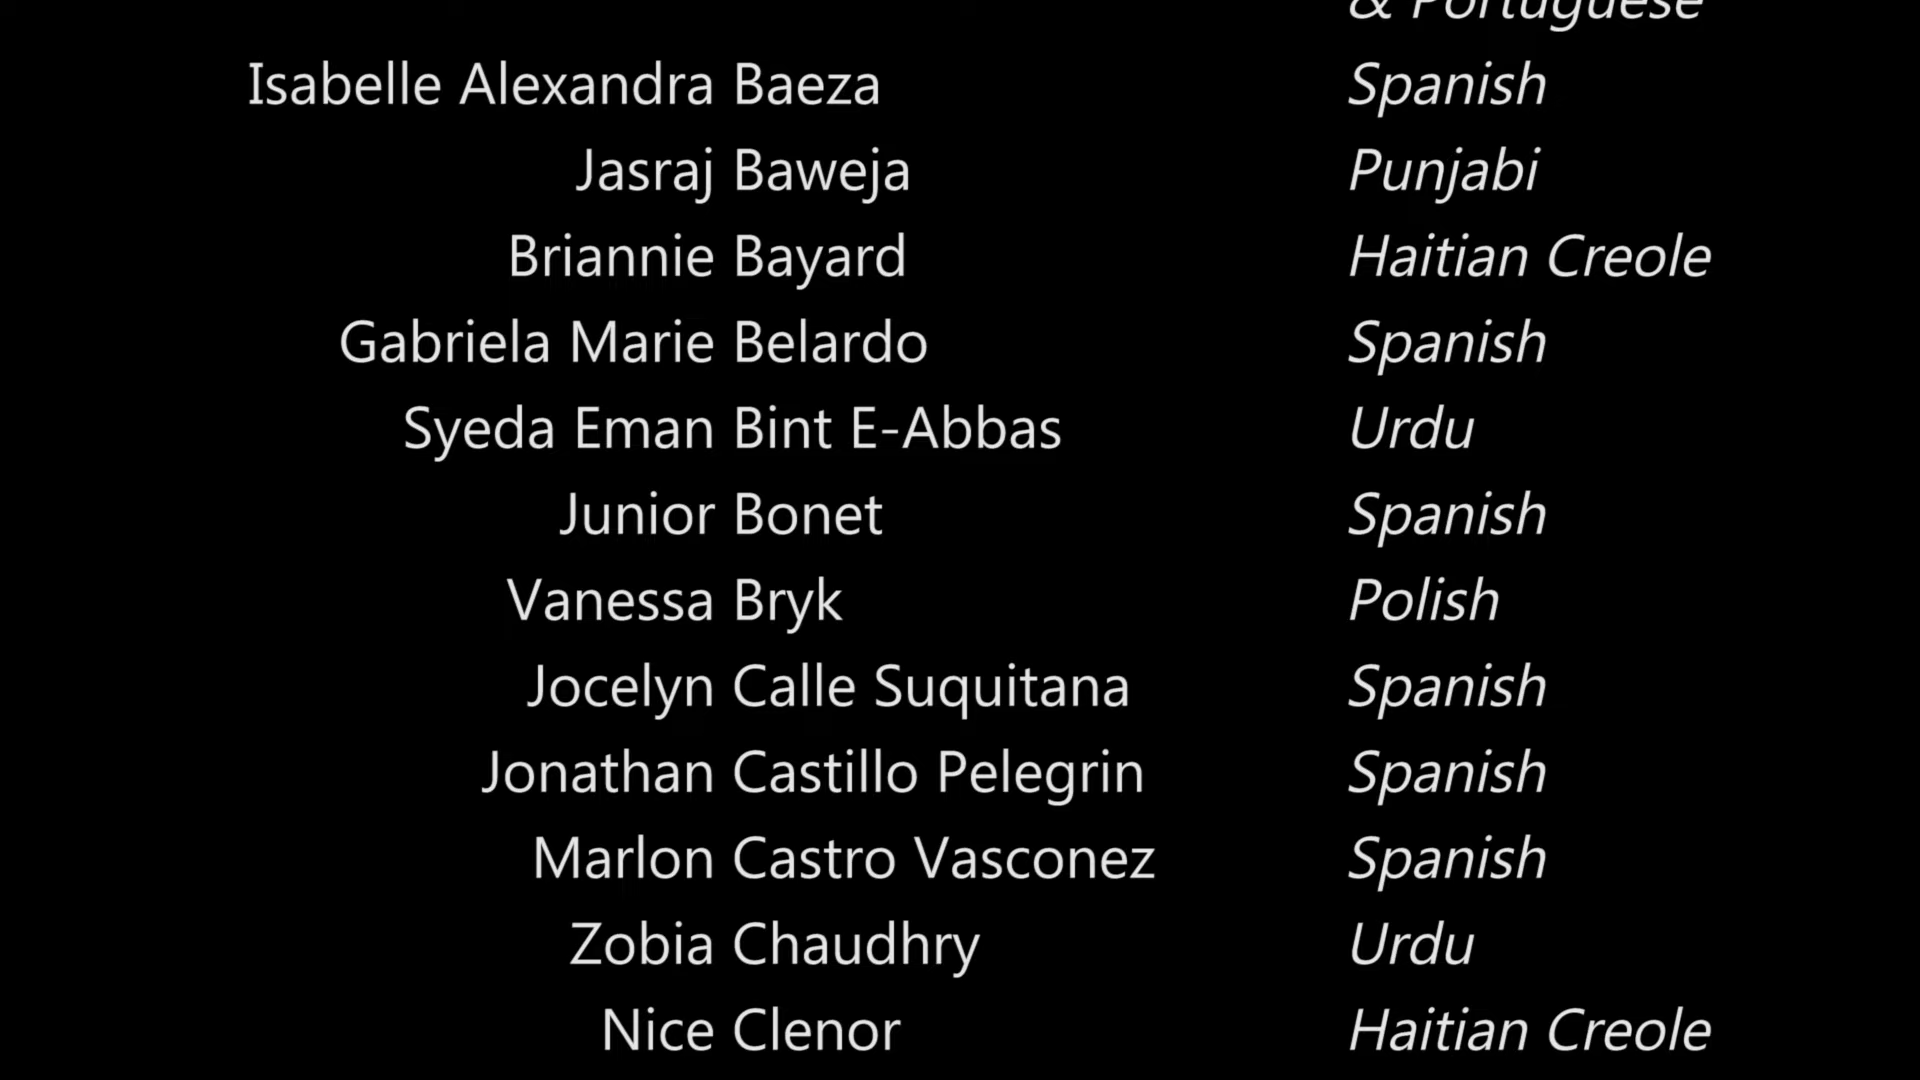 & Portuguese
Isabelle Alexandra Baeza Spanish
Jasraj Baweja Punjabi
Briannie Bayard Haitian Creole
Gabriela Marie Belardo Spanish
Syeda Eman Bint E-Abbas Urdu
Junior Bonet Spanish
Vanessa Bryk Polish
Jocelyn Calle Suquitana Spanish
Jonathan Castillo Pelegrin Spanish
Marlon Castro Vasconez Spanish
Zobia Chaudhry Urdu
Nice Clenor Haitian Creole